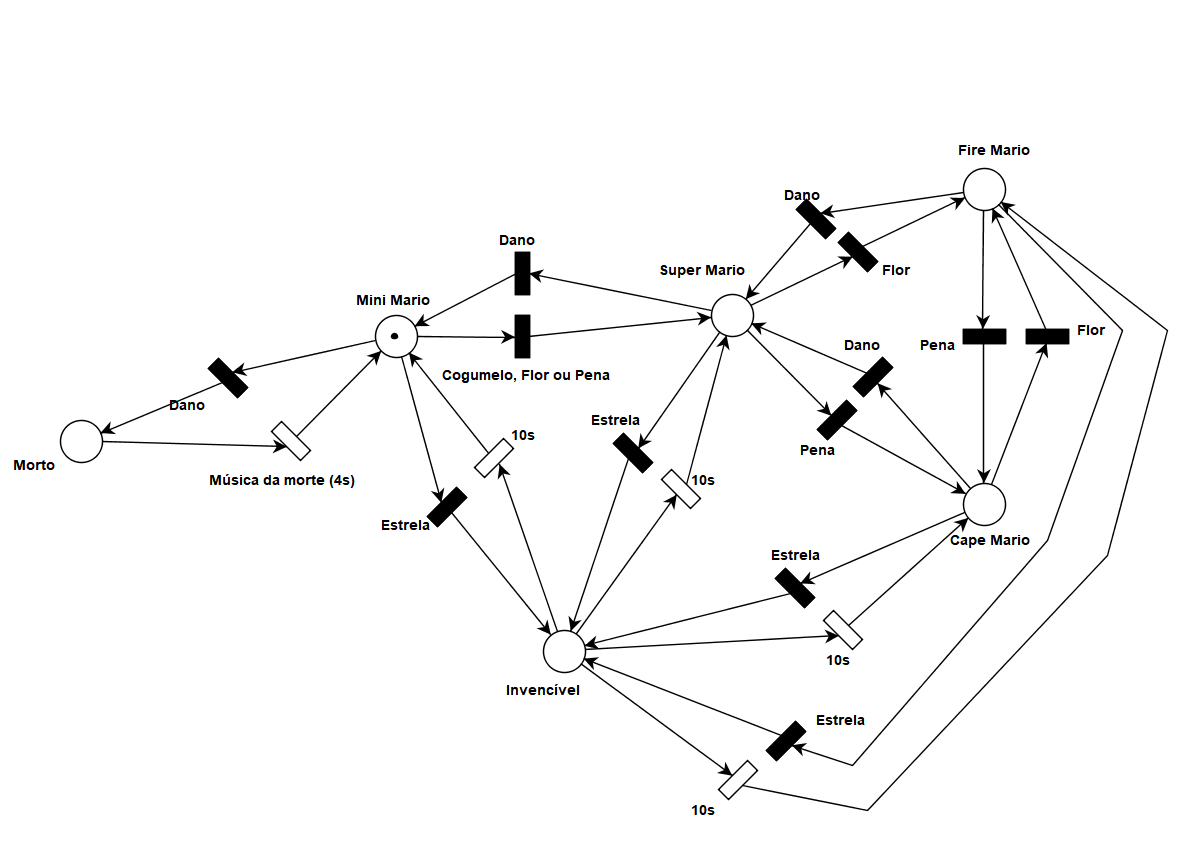 Fire Mario
Dano
Dano
Super Mario
Flor
Mini Mario
Flor
Pena
Dano
Cogumelo, Flor ou Pena
Dano
Estrela
10s
Pena
Morto
Música da morte (4s)
10s
Estrela
Cape Mario
Estrela
10s
Invencível
Estrela
10s